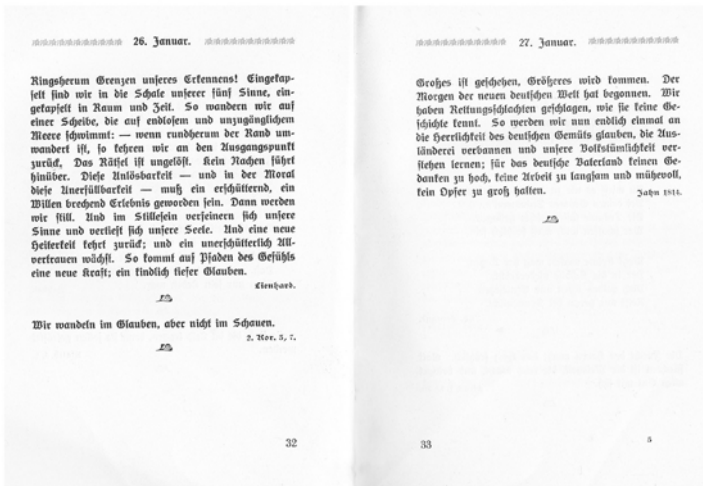 26. Januar.
Ringsherum Grenzen unseres Erkennens! Eingekap-
selt sind wir in die Schale unserer fünf Sinne, ein-
gekapselt in Raum und Zeit. So wandern wir auf
einer Scheibe, die auf endlosem und unzugänglichem
Meere schwimmt: — wenn rundherum der Rand um-
wandert ist, so kehren wir an den Ausgangspunkt
zurück. Das Rätsel ist ungelöst. Kein Nachen führt
hinüber. Diese Unlösbarkeit — und in der Moral
diese Unerfüllbarkeit — muß ein erschütternd, ein
Willen brechend Erlebnis geworden sein. Dann werden
wir still. Und im Stillesein verfeinern sich unsere
Sinne und vertieft sich unsere Seele. Und eine neue
Heiterkeit kehrt zurück; und ein unerschütterlich All-
vertrauen wächst. So kommt auf Pfaden des Gefühls
eine neue Kraft; ein kindlich tiefer Glauben.
Lienhard.
Wir wandeln im Glauben, aber nicht im Schauen.
2. Kor. 5, 7.
32
27. Januar.
Großes ist geschehen, Größeres wird kommen. Der
Morgen der neuen deutschen Welt hat begonnen. Wir
haben Rettungsschlachten geschlagen, wie sie keine Ge-
schichte kennt. So werden wir nun endlich einmal an
die Herrlichkeit des deutschen Gemüts glauben, die Aus-
länderei verbannen und unsere Volkstümlichkeit ver-
stehen lernen; für das deutsche Vaterland keinen Ge-
danken zu hoch, keine Arbeit zu langsam und mühevoll,
kein Opfer zu groß halten.
Jahn 1814.
33